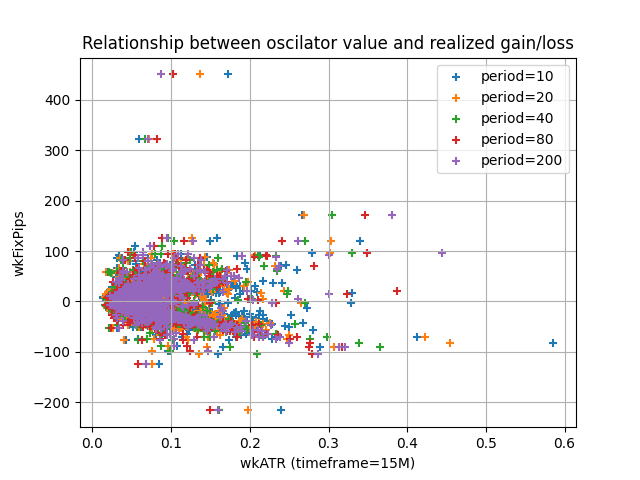 Relationship between oscilator value and realized gain/loss
period=10
period=20
period=40
period=80
period=200
wkFixPips
400
300
200
100
0
−100
−200
0.0 0.1 0.2 0.3 0.4 0.5 0.6
wkATR (timeframe=15M)